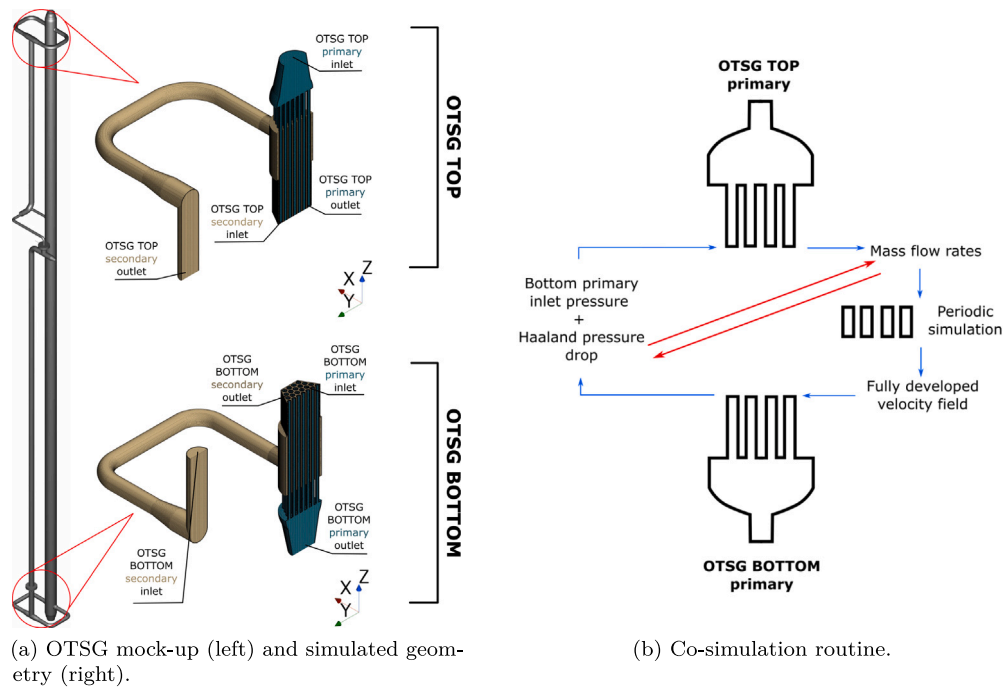 OTSG TOP
primary
inlet
OTSG TOP
primary
outlet
OTSG TOP
secondary
inlet
OTSG TOP
secondary
outlet
X
Y
Z
OTSG TOP
OTSG
BOTTOM
secondary
outlet
OTSG
BOTTOM
primary
inlet
OTSG
BOTTOM
primary
outlet
OTSG
BOTTOM
secondary
inlet
X
Y
Z
OTSG BOTTOM
(a) OTSG mock-up (left) and simulated geom-
etry (right).
OTSG TOP
primary
Mass flow rates
Bottom primary
inlet pressure
+
Haaland pressure
drop
Periodic
simulation
Fully developed
velocity field
OTSG BOTTOM
primary
(b) Co-simulation routine.